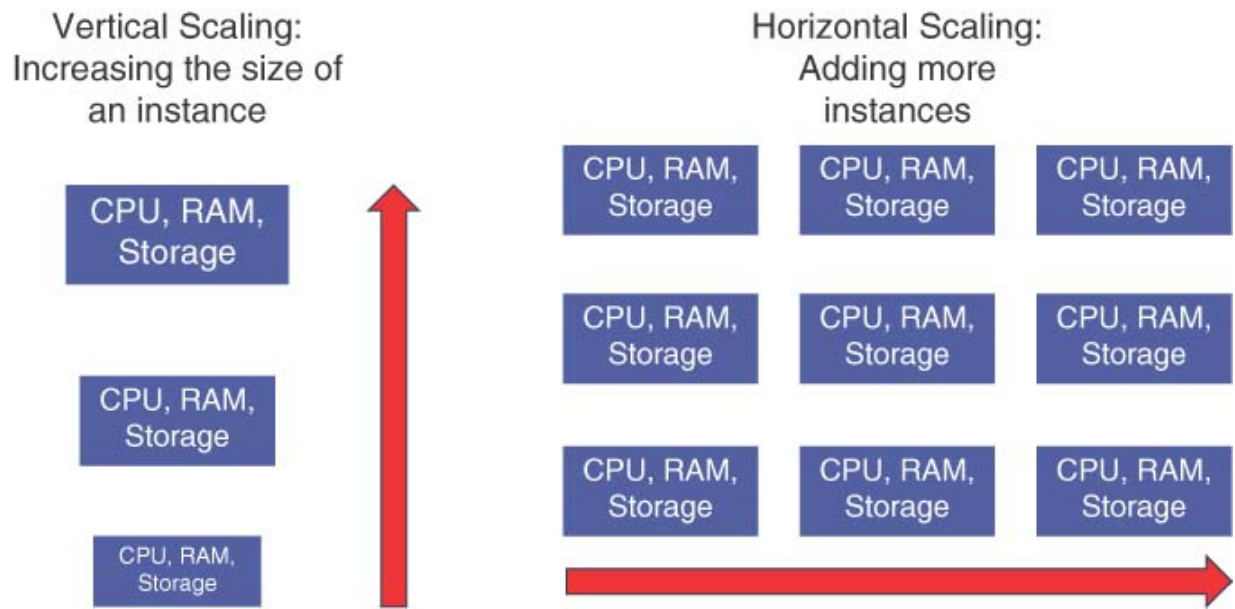 Vertical Scaling:
Increasing the size of
an instance
CPU, RAM,
Storage
CPU, RAM,
Storage
CPU, RAM,
Storage
Horizontal Scaling:
Adding more
instances
CPU, RAM,
Storage
CPU, RAM,
Storage
CPU, RAM,
Storage
CPU, RAM,
Storage
CPU, RAM,
Storage
CPU, RAM,
Storage
CPU, RAM,
Storage
CPU, RAM,
Storage
CPU, RAM,
Storage